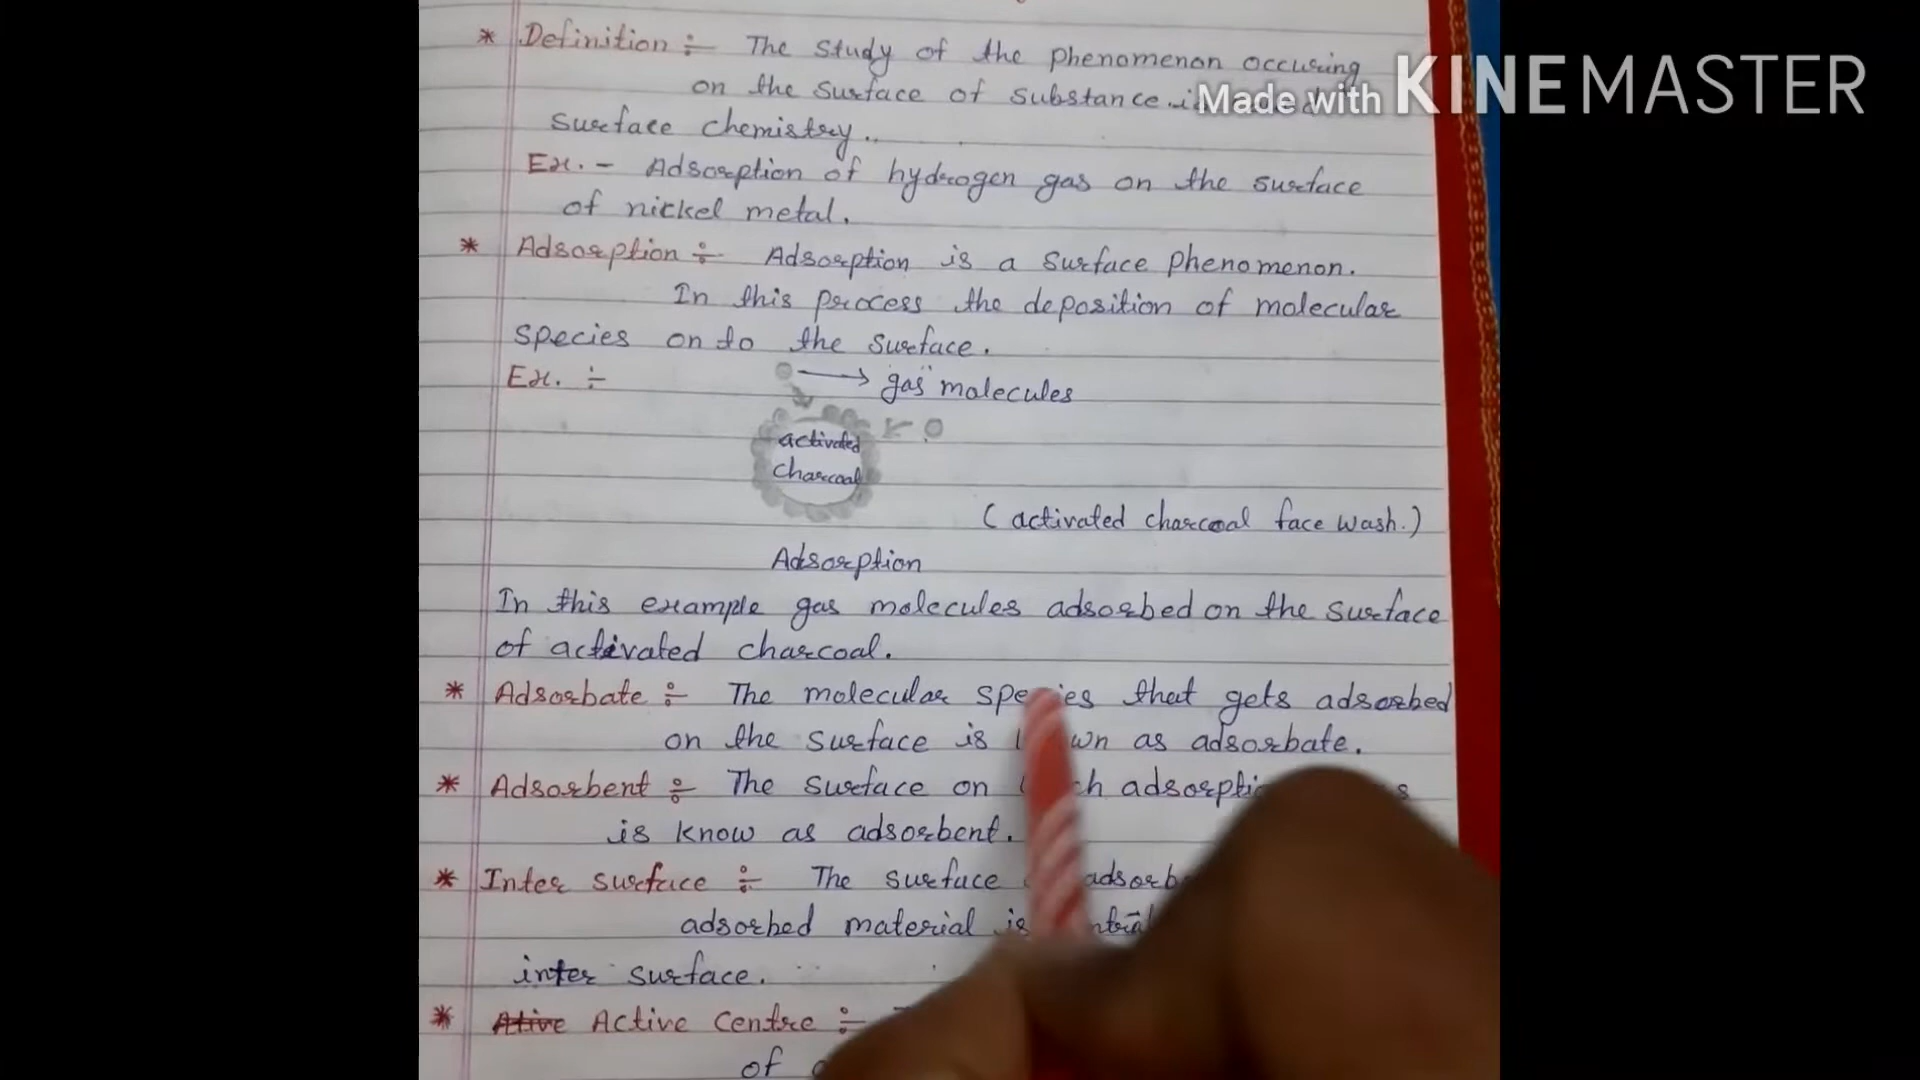 * Definition ÷ The study of the phenomenon occuring
on the surface of substance
surface chemistry..
Ex. - Adsorption of hydrogen gas on the surface
of nickel metal.
* Adsorption ÷ Adsorption is a surface phenomenon.
In this process the deposition of molecular
species on to the surface.
Ex. ÷
→ gas molecules
activated
charcoal
(activated charcoal face wash.)
Adsorption
In this example gas molecules adsorbed on the surface
of activated charcoal.
* Adsorbate ÷ The molecular species that gets adsorbed
on the surface is as adsorbate.
* Adsorbent ÷ The surface on
is know as adsorbent.
* Inter surface ÷ The surface
adsorbed material is
inter surface.
* Active Centre ÷
of
Made with KINEMASTER